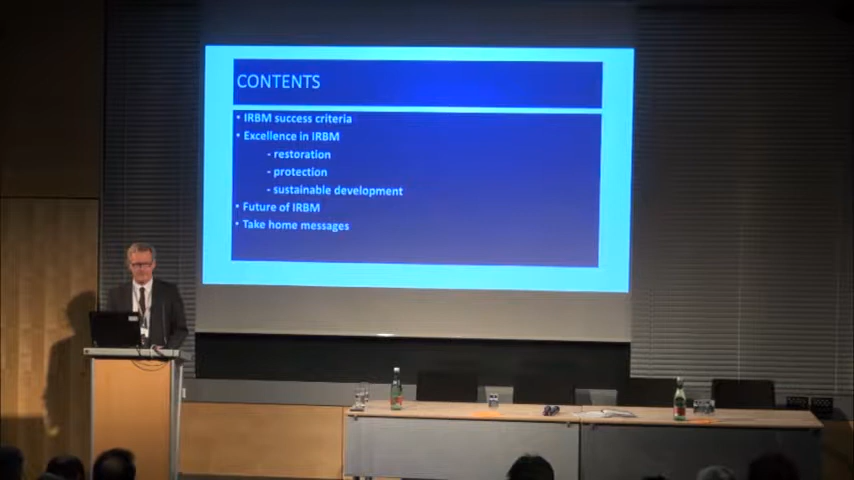 CONTENTS
• IRBM success criteria
• Excellence in IRBM
- restoration
- protection
- sustainable development
• Future of IRBM
• Take home messages